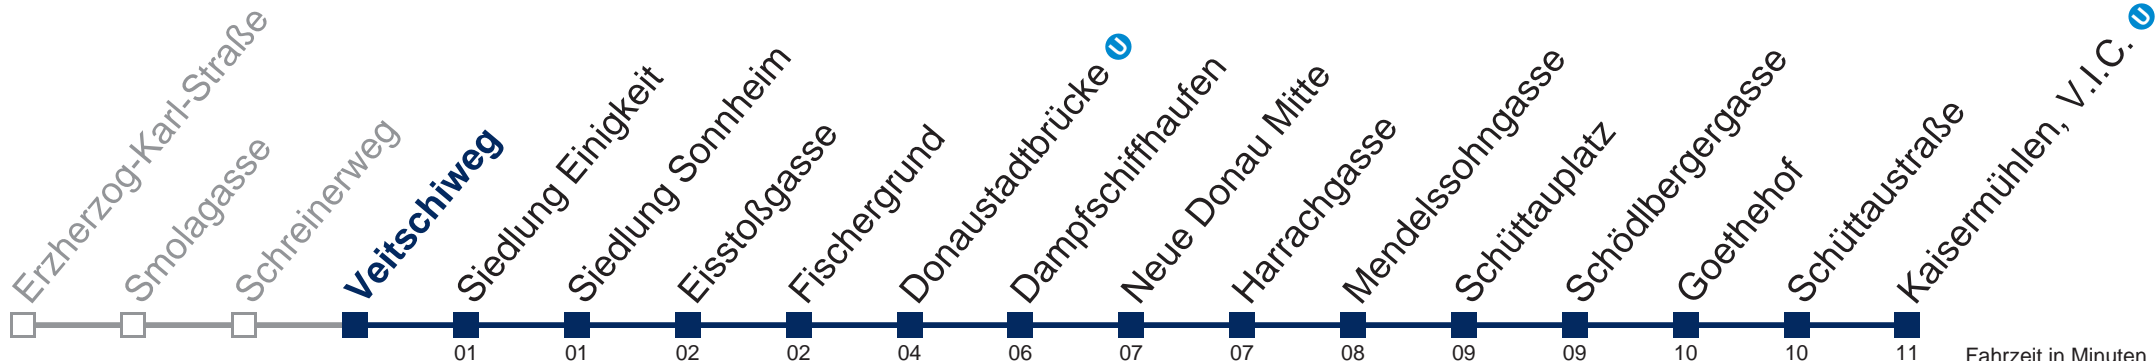 Erzherzog-Karl-Straße
Smolagasse
Schreinerweg
Veitschiweg
Siedlung Einigkeit
Siedlung Sonnheim
Eisstoßgasse
Fischergrund
Donaustadtbrücke U
Dampfschiffhaufen
Neue Donau Mitte
Harrachgasse
Mendelssohngasse
Schüttauplatz
Schödlbergergasse
Goethehof
Schüttaustraße
Kaisermühlen, V.I.C. U
01 01 02 02 04 06 07 07 08 09 09 10 10 11 Fahrzeit in Minuten